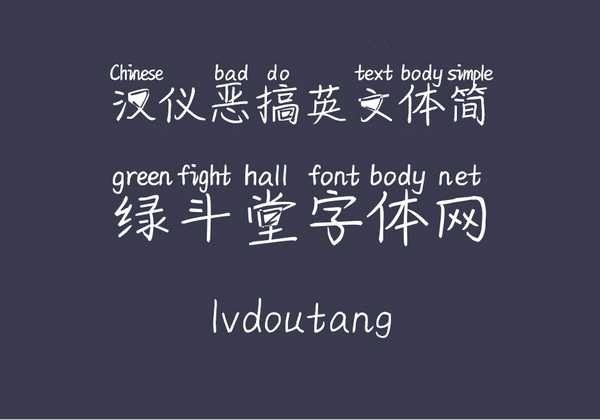 Chinese bad do text body simple
汉仪恶搞英文体简
green fight hall font body net
绿斗堂字体网
lvdoutang